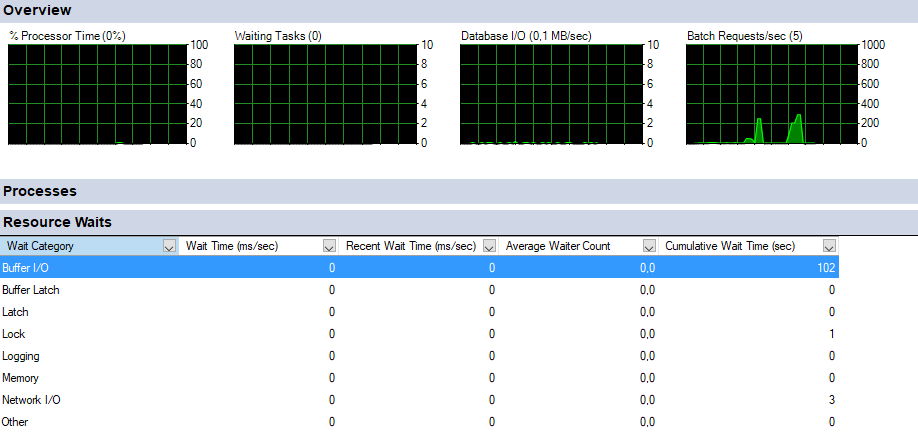 Overview
% Processor Time (0%) Waiting Tasks (0) Database I/O (0,1 MB/sec) Batch Requests/sec (5)
100 10 10 1000
80 8 8 800
60 6 6 600
40 4 4 400
20 2 2 200
0 0 0 0
Processes
Resource Waits
Wait Category Wait Time (ms/sec) Recent Wait Time (ms/sec) Average Waiter Count Cumulative Wait Time (sec)
Buffer I/O 0 0 0,0 102
Buffer Latch 0 0 0,0 0
Latch 0 0 0,0 0
Lock 0 0 0,0 1
Logging 0 0 0,0 0
Memory 0 0 0,0 0
Network I/O 0 0 0,0 3
Other 0 0 0,0 0